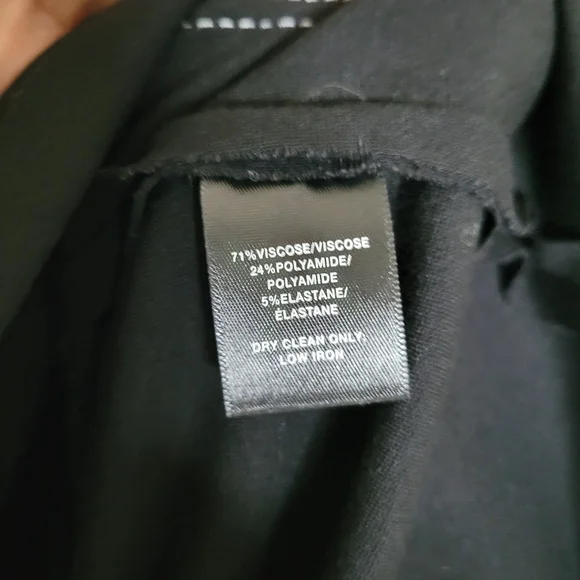 71%VISCOSE/VISCOSE
24%POLYAMIDE/
POLYAMIDE
5%ELASTANE/
ÉLASTANE
DRY CLEAN ONLY.
LOW IRON